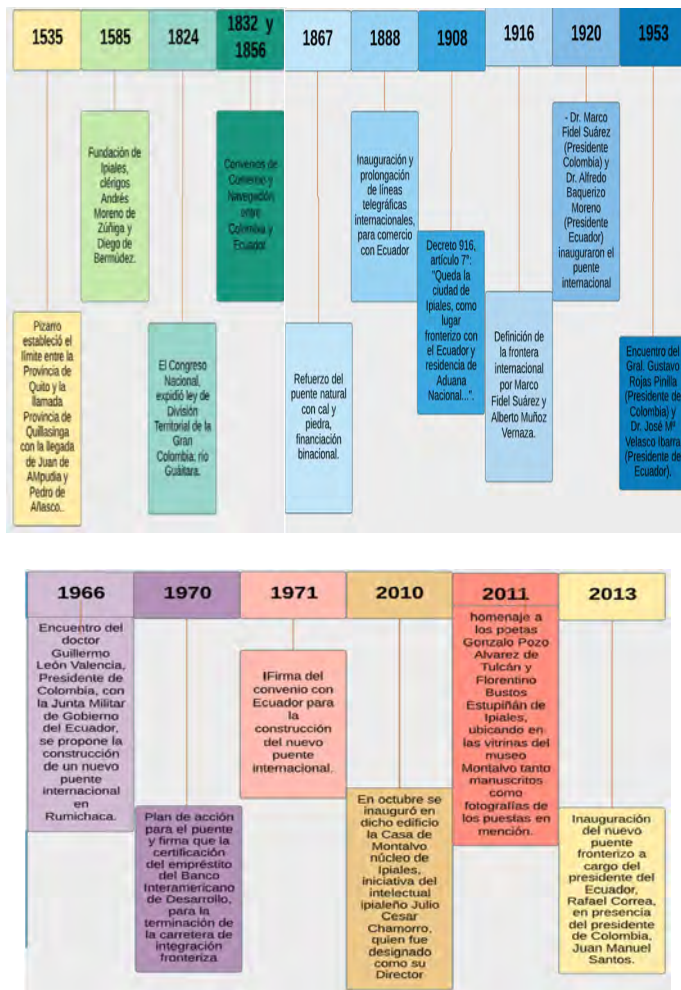 1535
Pizarro
estableció el
límite entre la
Provincia de
Quito y la
llamada
Provincia de
Quillasinga
con la llegada
de Juan de
AMpudia y
Pedro de
Añasco..
1585
Fundación de
Ipiales,
clérigos
Andrés
Moreno de
Zúñiga y
Diego de
Bermúdez.
1824
El Congreso
Nacional,
expidió ley de
División
Territorial de la
Gran
Colombia: río
Guáitara.
1832 y
1856
Convenios de
Comercio y
Navegación
entre
Colombia y
Ecuador
1867
Refuerzo del
puente natural
con cal y
piedra,
financiación
binacional.
1888
Inauguración y
prolongación
de líneas
telegráficas
internacionales,
para comercio
con Ecuador
1908
Decreto 916,
artículo 7°:
"Queda la
ciudad de
Ipiales, como
lugar
fronterizo con
el Ecuador y
residencia de
Aduana
Nacional...".
1916
Definición de
la frontera
internacional
por Marco
Fidel Suárez y
Alberto Muñoz
Vernaza.
1920
- Dr. Marco
Fidel Suárez
(Presidente
Colombia) y
Dr. Alfredo
Baquerizo
Moreno
(Presidente
Ecuador)
inauguraron el
puente
internacional
1953
Encuentro del
Gral. Gustavo
Rojas Pinilla
(Presidente de
Colombia) y
Dr. José Mª
Velasco Ibarra
(Presidente de
Ecuador).
1966
Encuentro del
doctor
Guillermo
León Valencia,
Presidente de
Colombia, con
la Junta Militar
de Gobierno
del Ecuador,
se propone la
construcción
de un nuevo
puente
internacional
en
Rumichaca.
1970
Plan de acción
para el puente
y firma que la
certificación
del empréstito
del Banco
Interamericano
de Desarrollo,
para la
terminación de
la carretera de
integración
fronteriza
1971
IFirma del
convenio con
Ecuador para
la
construcción
del nuevo
puente
internacional.
2010
En octubre se
inauguró en
dicho edificio
la Casa de
Montalvo
núcleo de
Ipiales,
iniciativa del
intelectual
ipialeño Julio
Cesar
Chamorro,
quien fue
designado
como su
Director
2011
homenaje a
los poetas
Gonzalo Pozo
Alvarez de
Tulcán y
Florentino
Bustos
Estupiñán de
Ipiales,
ubicando en
las vitrinas del
museo
Montalvo tanto
manuscritos
como
fotografías de
los puestas en
mención.
2013
Inauguración
del nuevo
puente
fronterizo a
cargo del
presidente del
Ecuador,
Rafael Correa,
en presencia
del presidente
de Colombia,
Juan Manuel
Santos.